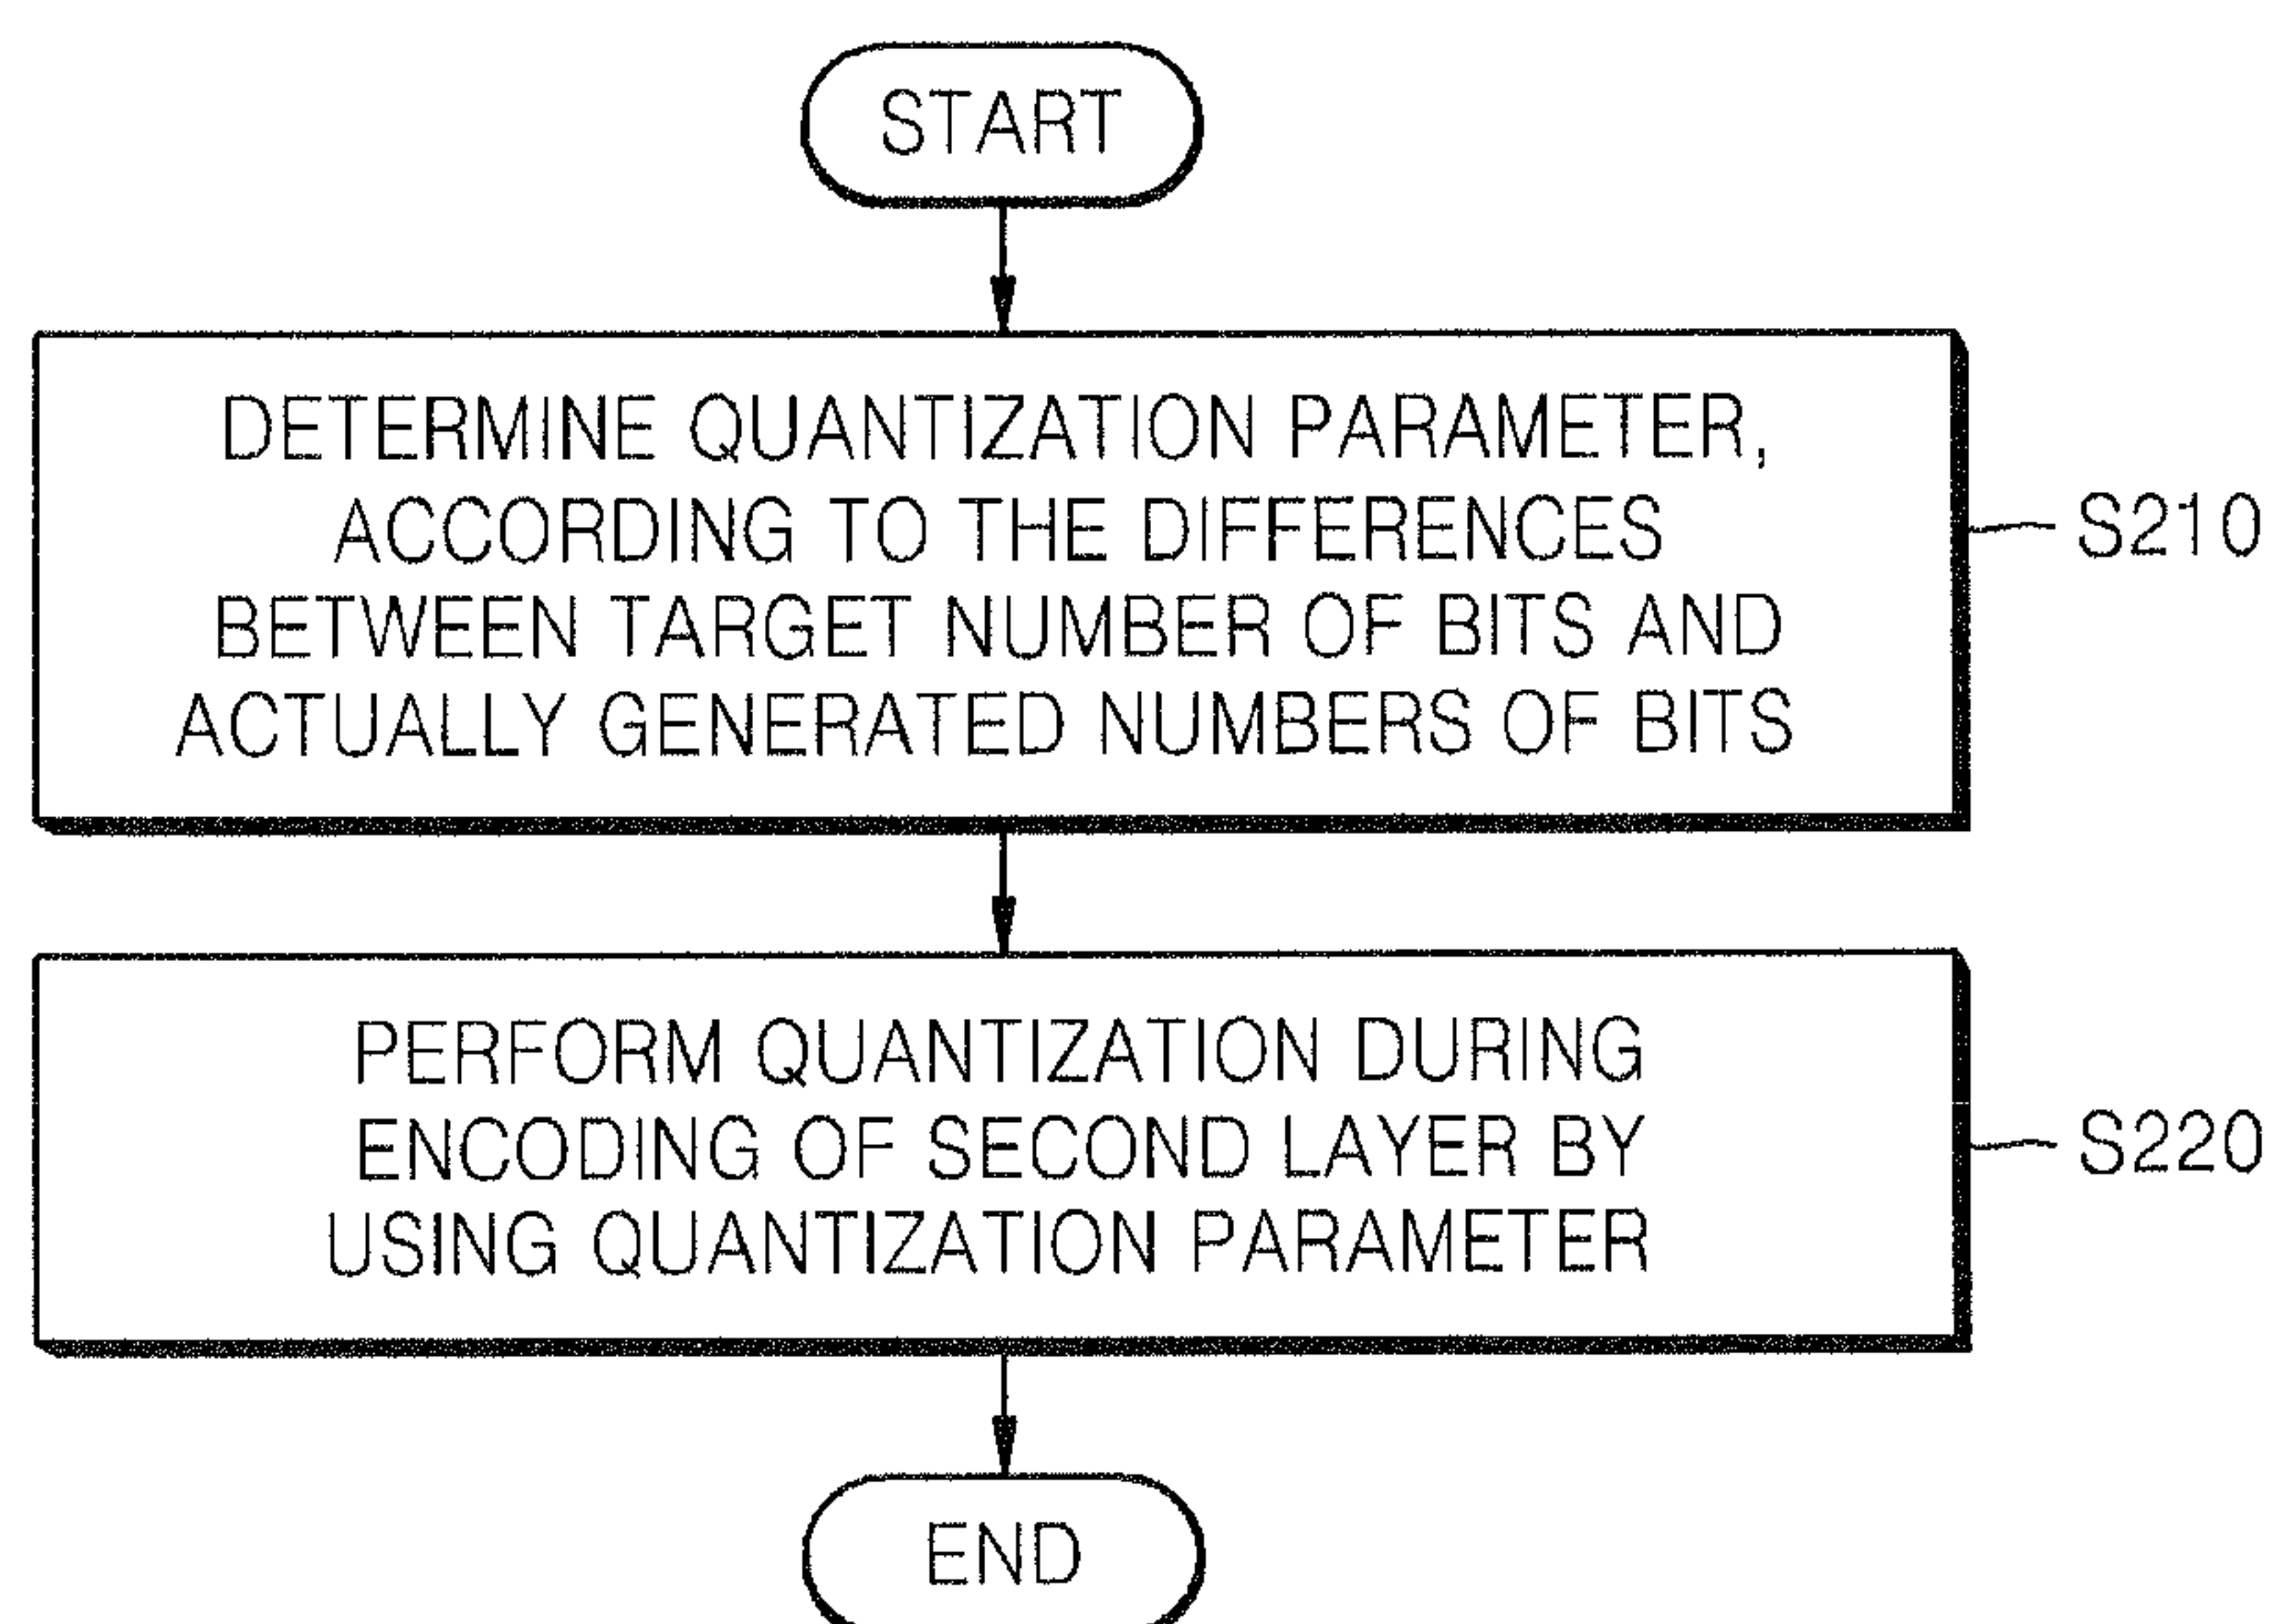 START
DETERMINE QUANTIZATION PARAMETER,
ACCORDING TO THE DIFFERENCES
BETWEEN TARGET NUMBER OF BITS AND
ACTUALLY GENERATED NUMBERS OF BITS
S210
PERFORM QUANTIZATION DURING
ENCODING OF SECOND LAYER BY
USING QUANTIZATION PARAMETER
S220
END